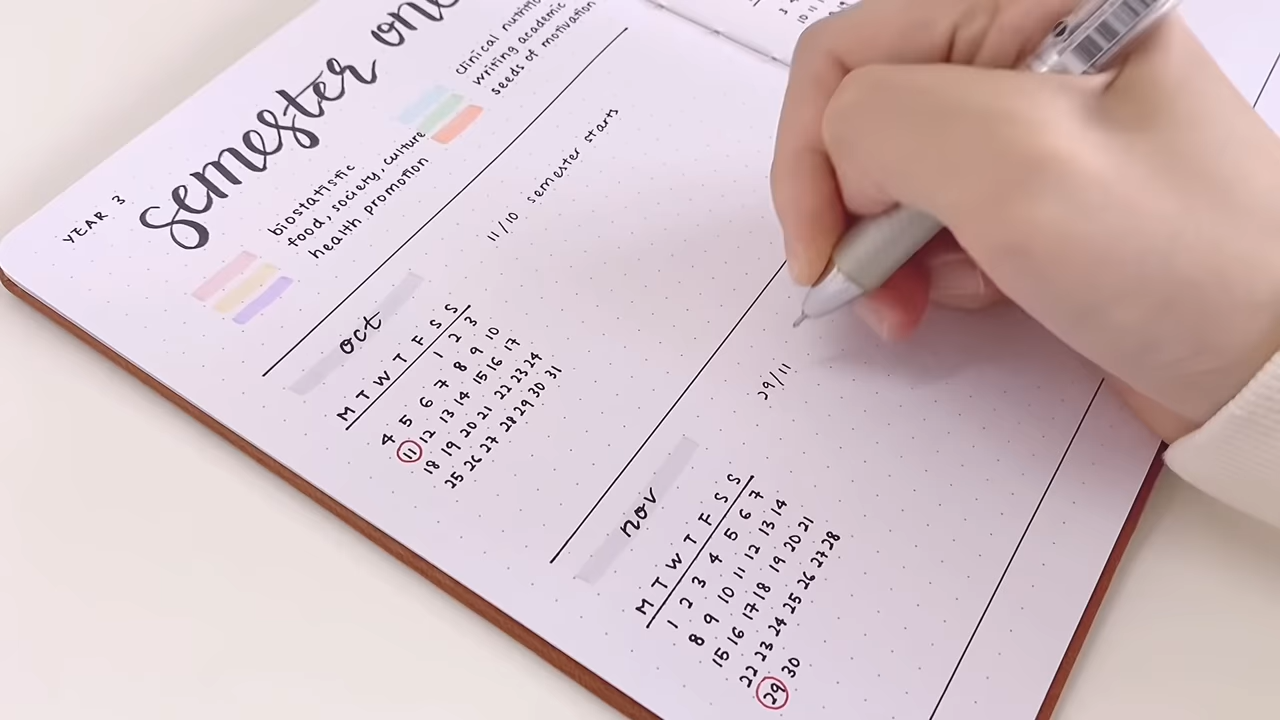 YEAR 3
semester one
biostatistic
food, society, culture
health promotion
clinical nutrition
writing academic
seeds of motivation
oct
M T W T F S S
1 2 3
4 5 6 7 8 9 10
11 12 13 14 15 16 17
18 19 20 21 22 23 24
25 26 27 28 29 30 31
11/10 semester starts
nov
M T W T F S S
1 2 3 4 5 6 7
8 9 10 11 12 13 14
15 16 17 18 19 20 21
22 23 24 25 26 27 28
29 30
29/11